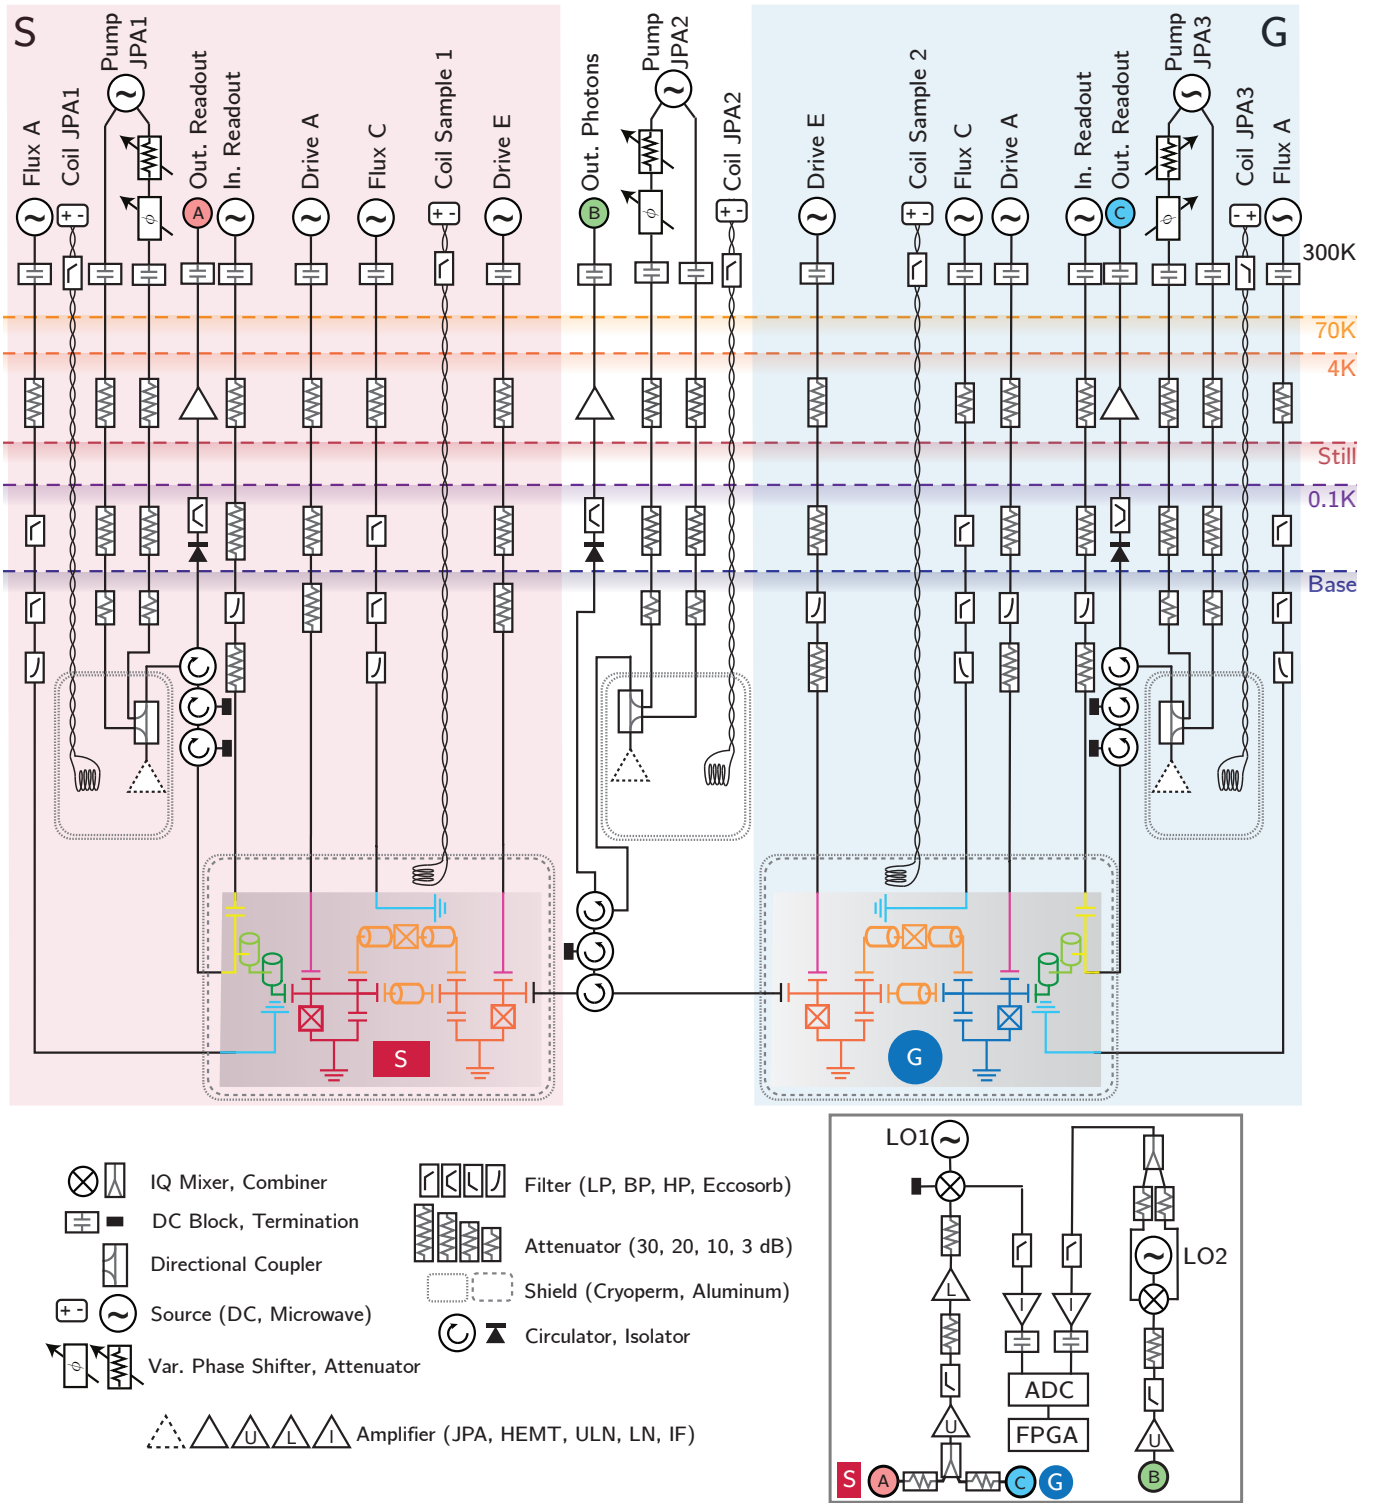 S
G
Flux A
Coil JPA1
Pump
JPA1
Out. Readout
In. Readout
Drive A
Flux C
Coil Sample 1
Drive E
Out. Photons
Pump
JPA2
Coil JPA2
Drive E
Coil Sample 2
Flux C
Drive A
In. Readout
Out. Readout
Pump
JPA3
Coil JPA3
Flux A
ϕ
A
B
ϕ
C
ϕ
+ -
+ -
+ -
+ -
+ -
- +
300K
70K
4K
Still
0.1K
Base
S
G
IQ Mixer, Combiner
DC Block, Termination
Directional Coupler
+ - Source (DC, Microwave)
ϕ Var. Phase Shifter, Attenuator
Filter (LP, BP, HP, Eccosorb)
Attenuator (30, 20, 10, 3 dB)
Shield (Cryoperm, Aluminum)
Circulator, Isolator
U L I Amplifier (JPA, HEMT, ULN, LN, IF)
LO1
LO2
L
I
I
ADC
FPGA
U
U
S A C G B